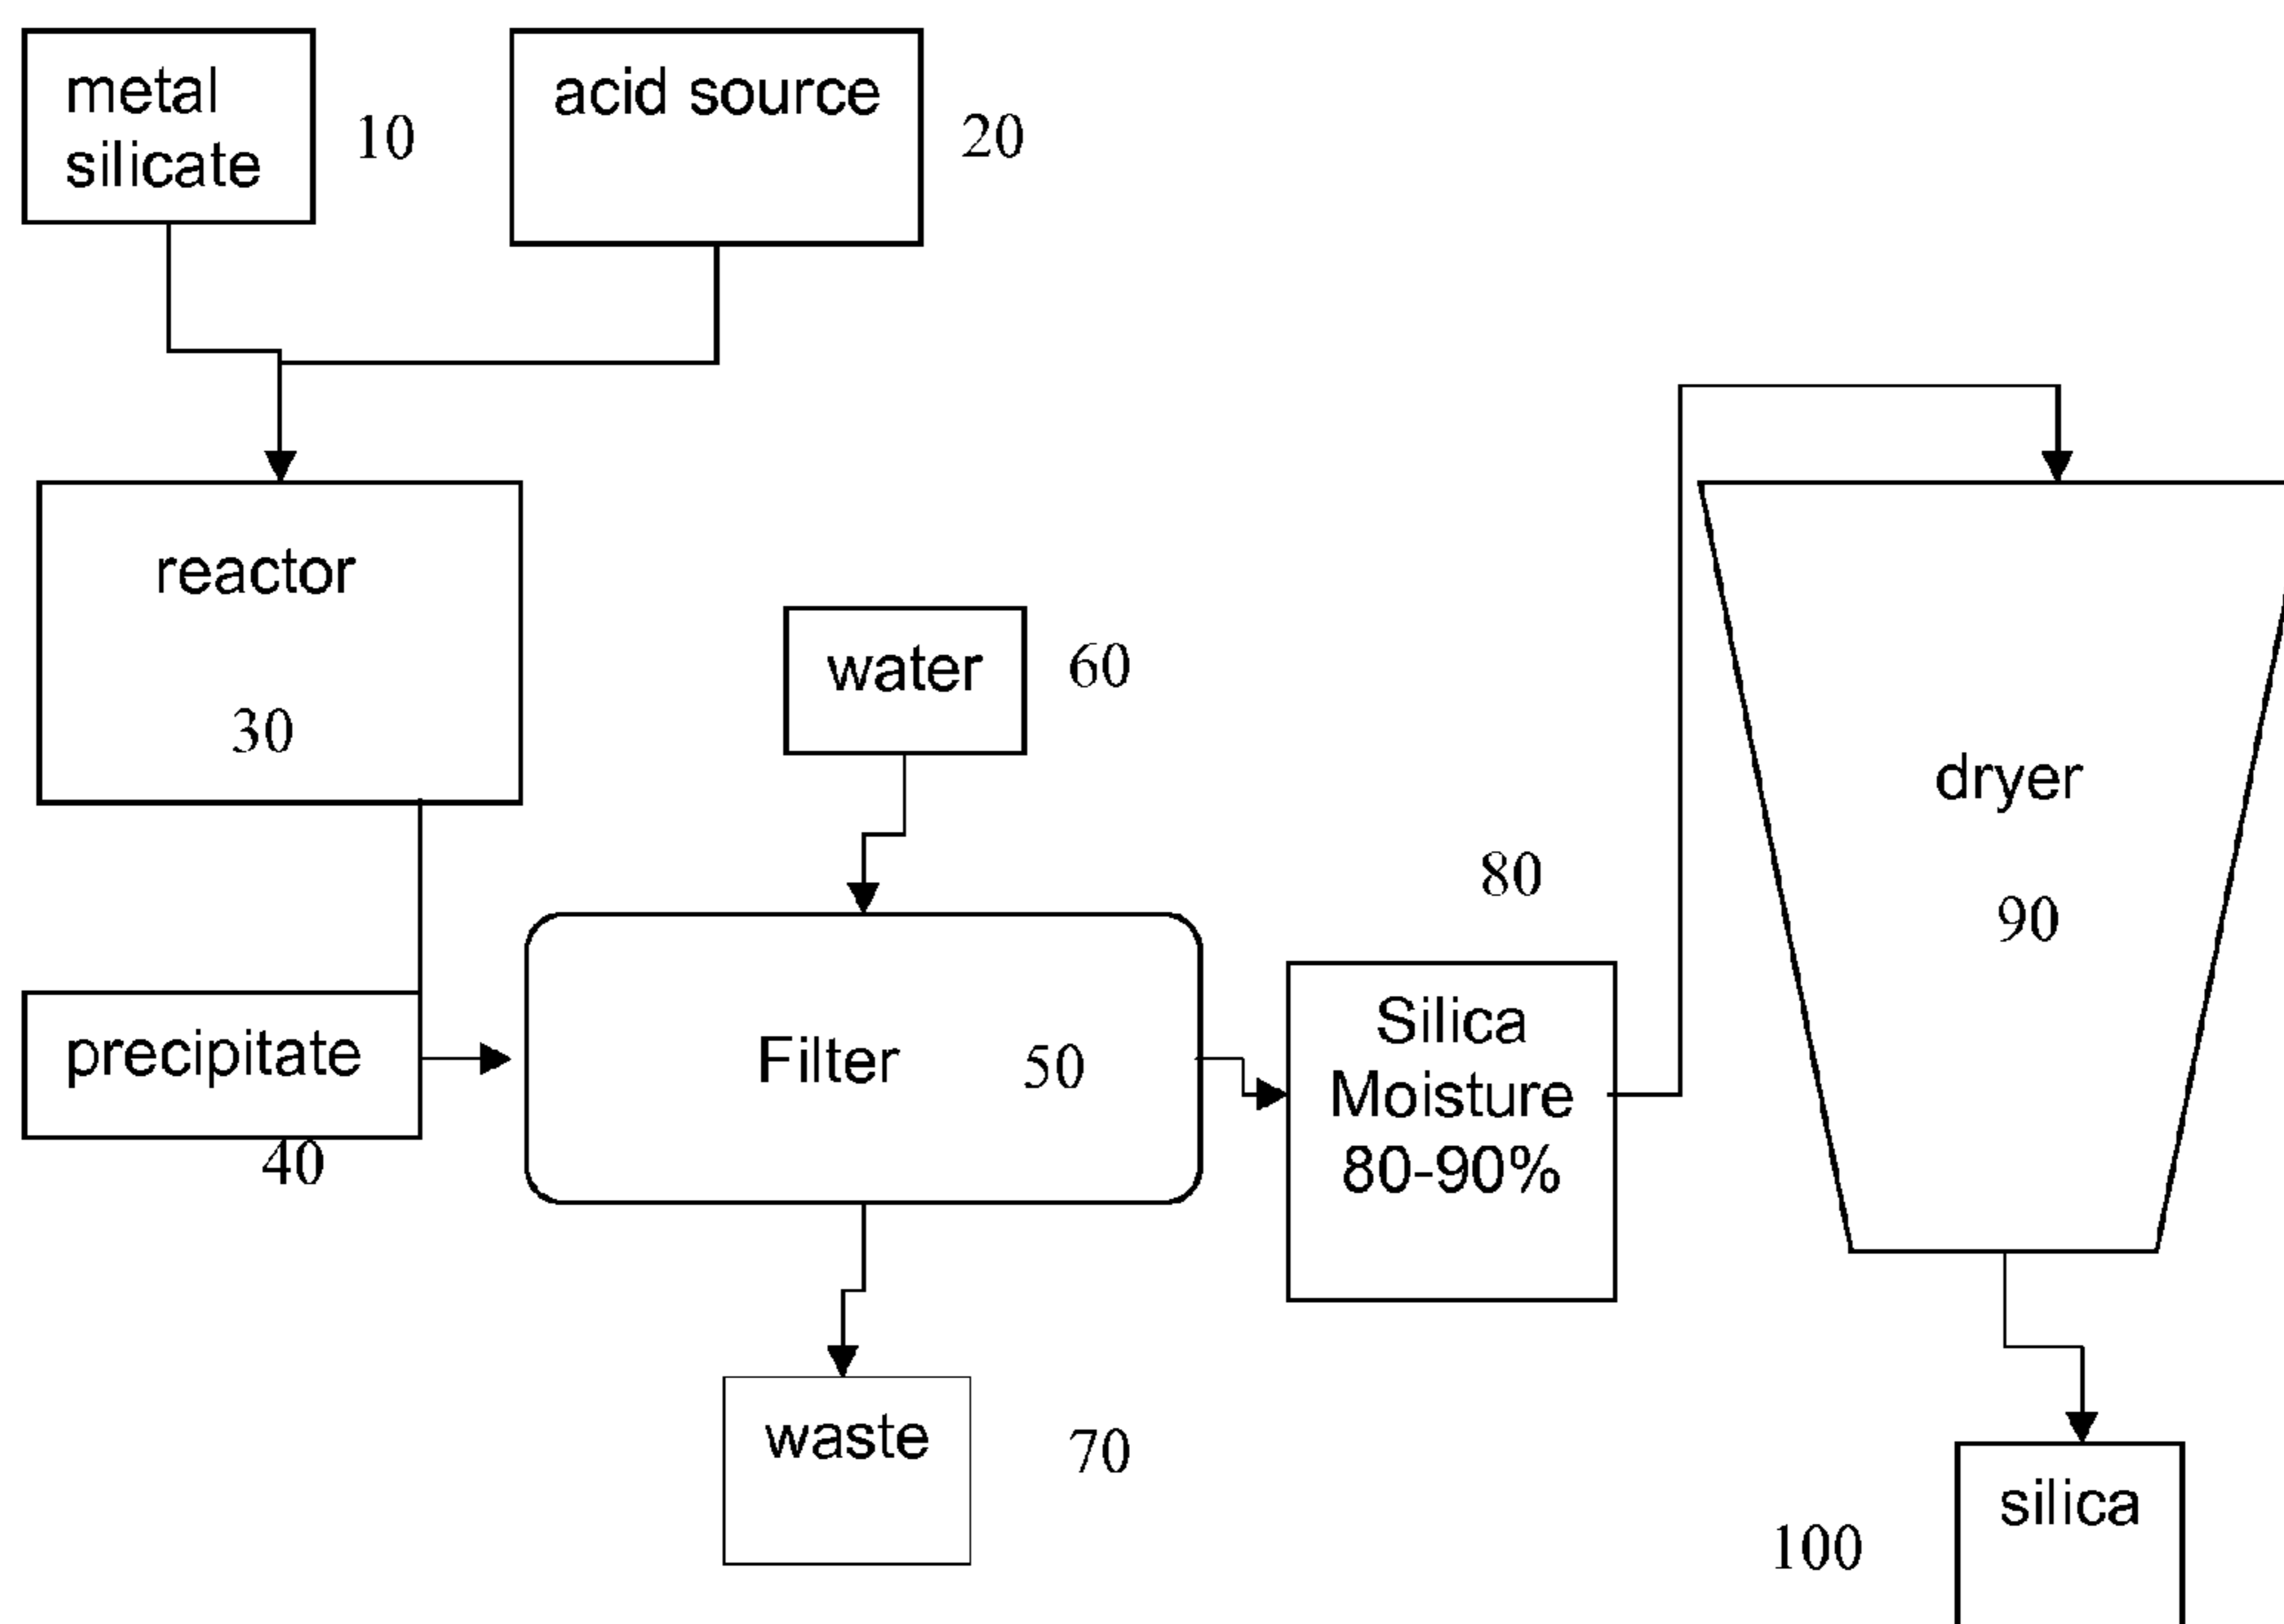 metal
silicate
10
acid source
20
reactor
30
water
60
dryer
90
80
precipitate
40
Filter 50
Silica
Moisture
80-90%
waste
70
silica
100